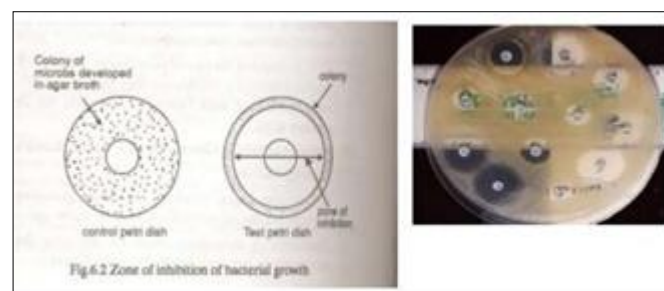 Colony of
microbs developed
in agar broth
colony
zone of
inhibition
control petri dish
Test petri dish
Fig.6.2 Zone of inhibition of bacterial growth